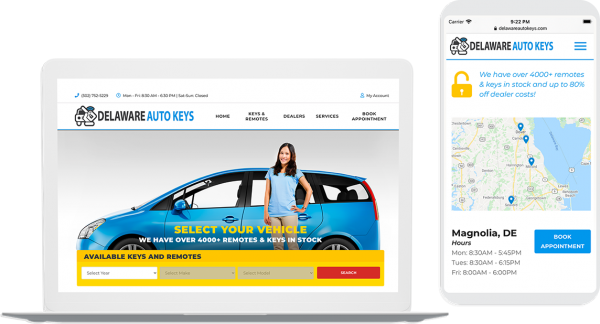 (302) 752-5229 Mon - Fri: 8:30 AM - 6:30 PM | Sat-Sun: Closed My Account
DELAWARE AUTO KEYS
HOME KEYS & REMOTES DEALERS SERVICES BOOK APPOINTMENT
SELECT YOUR VEHICLE
WE HAVE OVER 4000+ REMOTES & KEYS IN STOCK
AVAILABLE KEYS AND REMOTES
Select Year Select Make Select Model SEARCH
Carrier 9:22 PM
delawareautokeys.com
DELAWARE AUTO KEYS
We have over 4000+ remotes
& keys in stock and up to 80%
off dealer costs!
Magnolia, DE
Hours
Mon: 8:30AM - 5:45PM
Tues: 8:30AM - 6:15PM
Fri: 8:00AM - 6:00PM
BOOK
APPOINTMENT